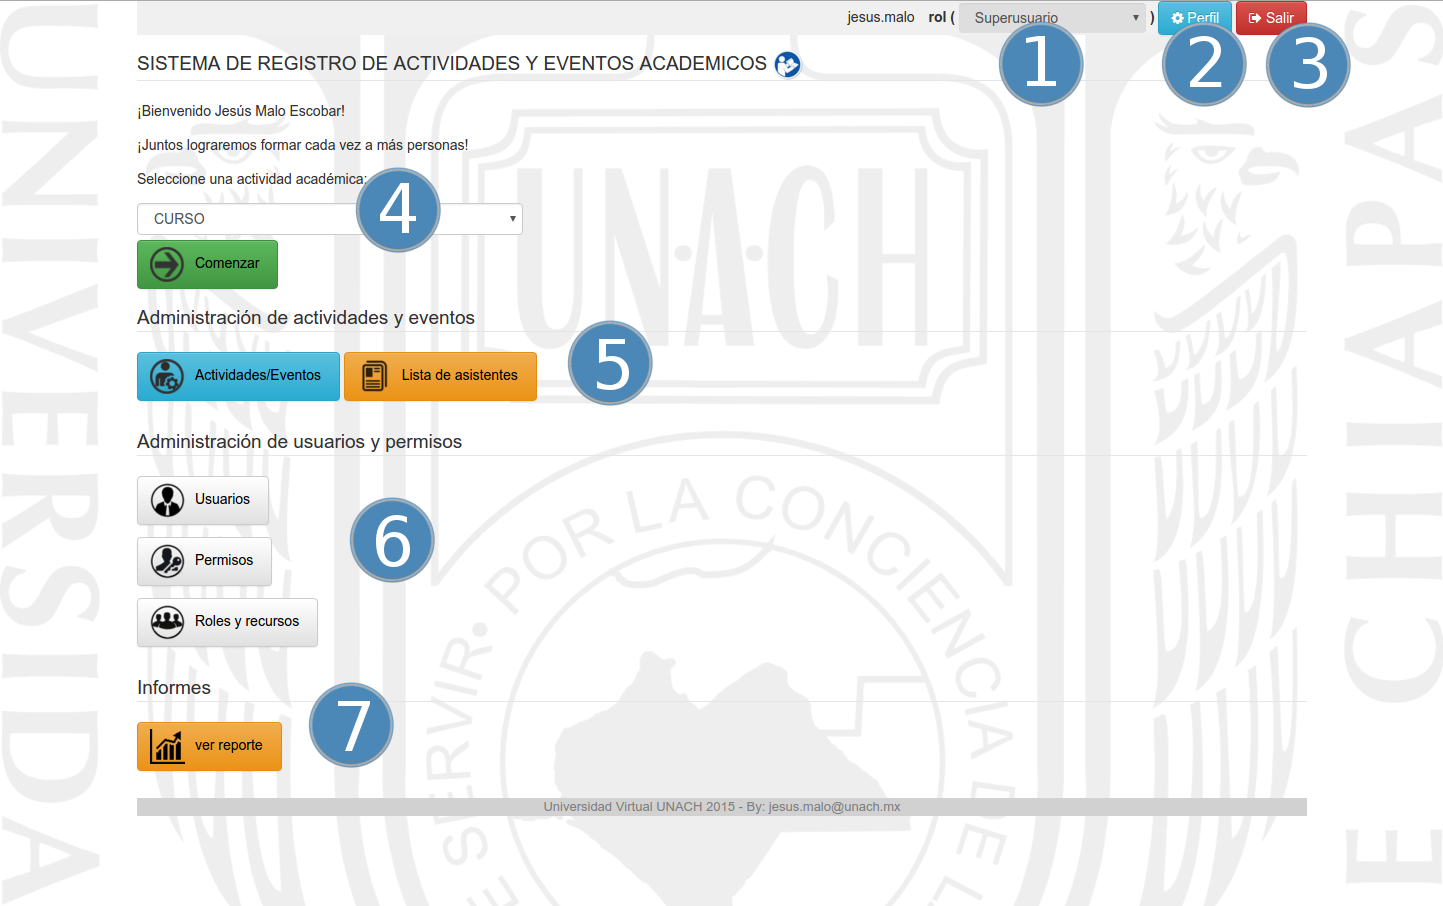 jesus.malo rol ( Superusuario ) Perfil Salir
1 2 3
SISTEMA DE REGISTRO DE ACTIVIDADES Y EVENTOS ACADEMICOS
¡Bienvenido Jesús Malo Escobar!
¡Juntos lograremos formar cada vez a más personas!
Seleccione una actividad académica:
4
CURSO
Comenzar
Administración de actividades y eventos
Actividades/Eventos Lista de asistentes
5
Administración de usuarios y permisos
Usuarios
6
Permisos
Roles y recursos
Informes
7
ver reporte
Universidad Virtual UNACH 2015 - By: jesus.malo@unach.mx
UNIVERSIDA
UNACH
POR LA CONCIENCIA DE L
E SERVIR
E CHIAPAS